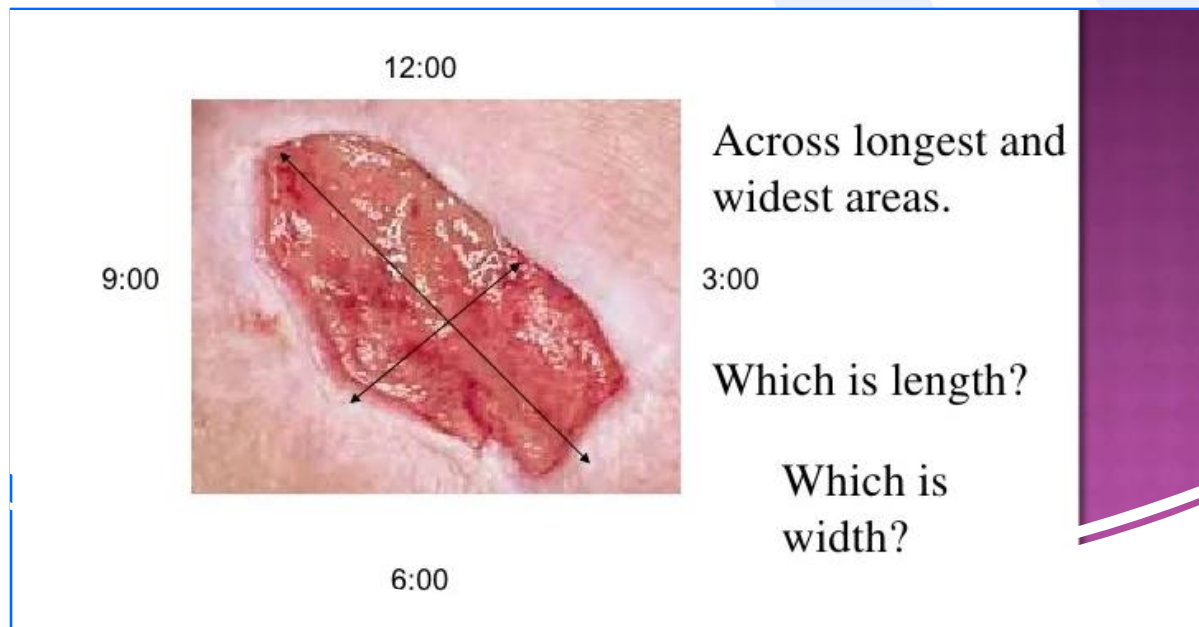 12:00
Across longest and
widest areas.
9:00
3:00
Which is length?
Which is
width?
6:00